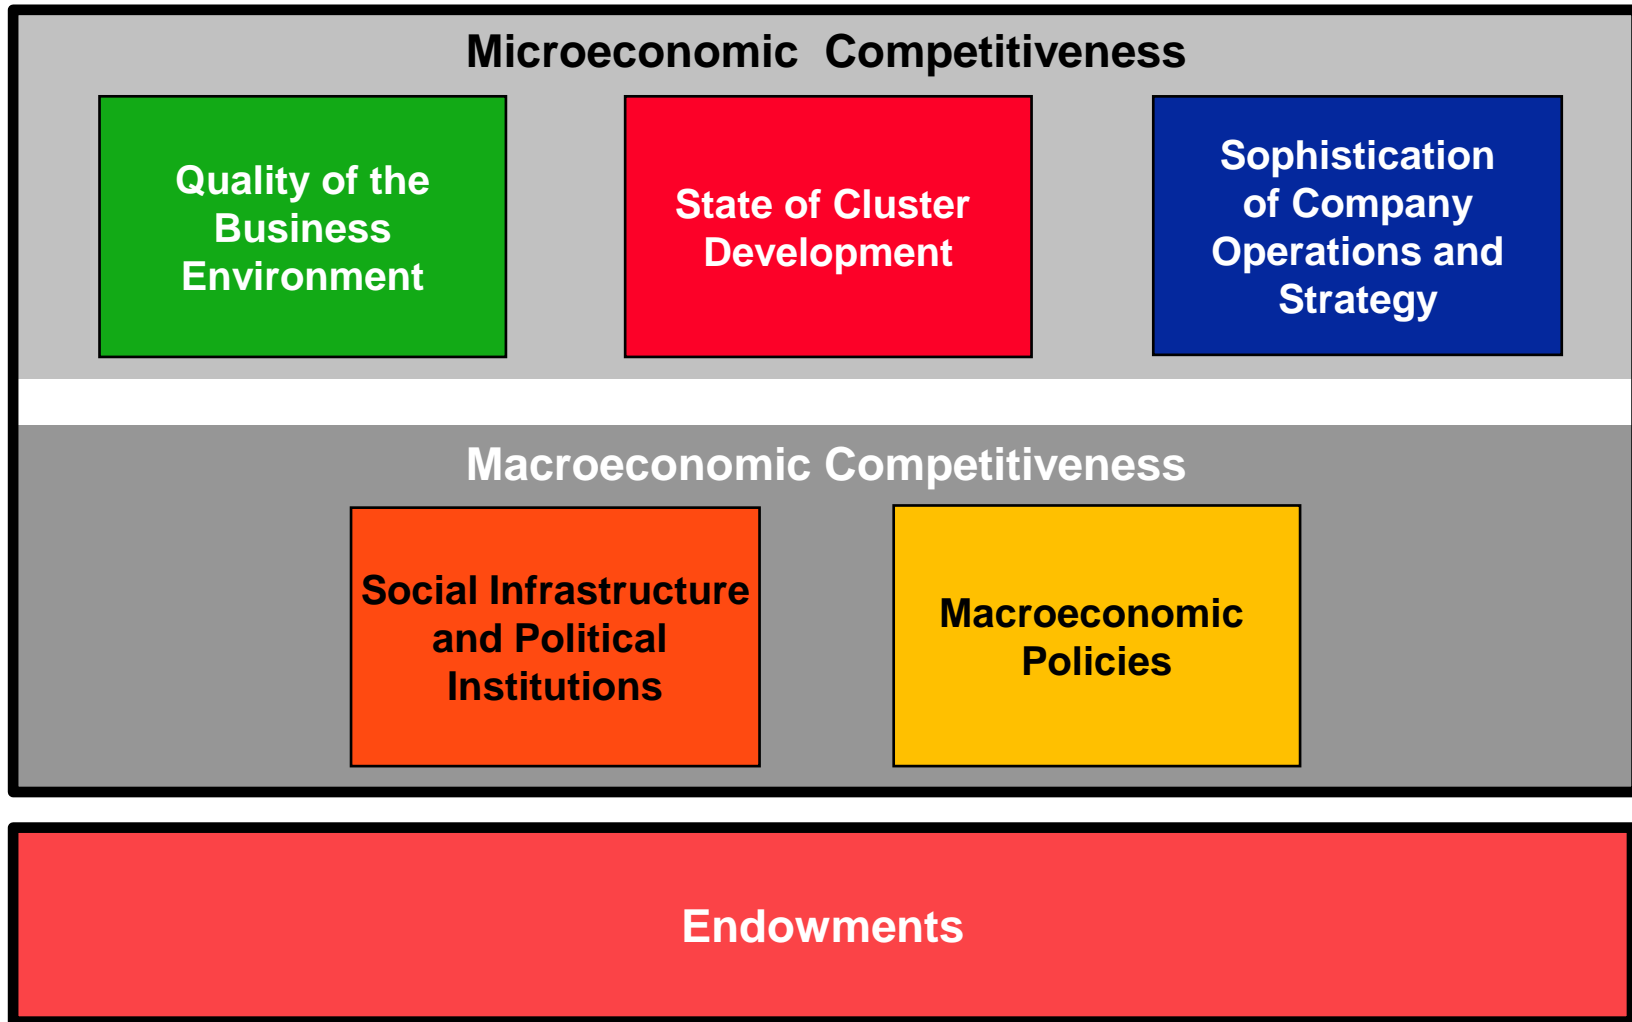 Microeconomic  Competitiveness
Quality of the
Business
Environment
State of Cluster
Development
Sophistication
of Company
Operations and
Strategy
Macroeconomic Competitiveness
Social Infrastructure
and Political
Institutions
Macroeconomic
Policies
Endowments